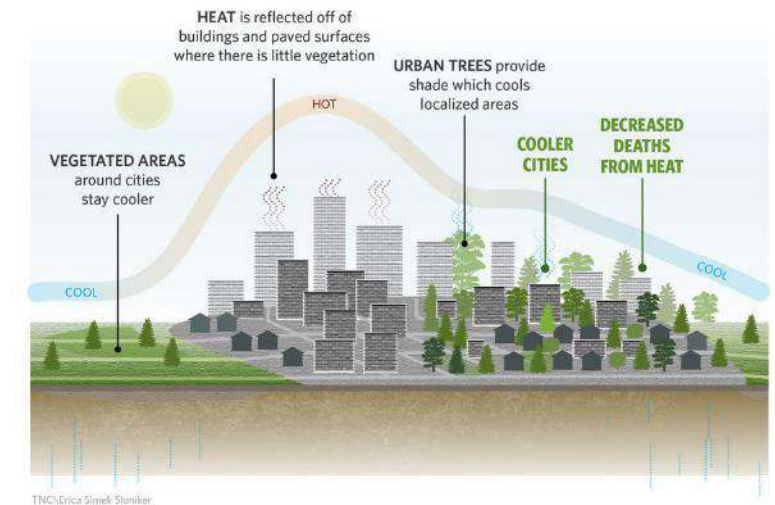 HEAT is reflected off of
buildings and paved surfaces
where there is little vegetation
URBAN TREES provide
shade which cools
localized areas
HOT
DECREASED
DEATHS
FROM HEAT
COOLER
CITIES
VEGETATED AREAS
around cities
stay cooler
COOL
COOL
TNC\Erica Simek Sloniker